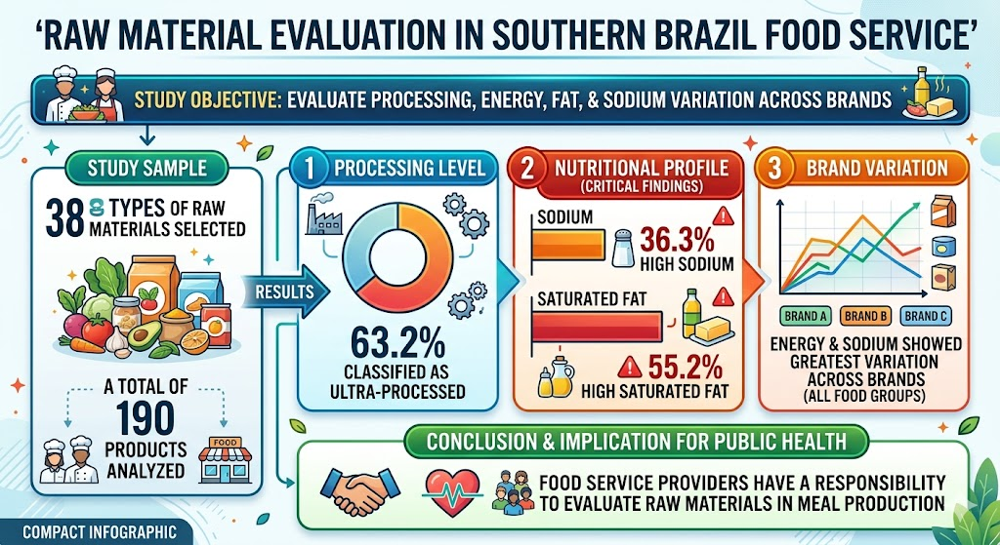 'RAW MATERIAL EVALUATION IN SOUTHERN BRAZIL FOOD SERVICE'
STUDY OBJECTIVE: EVALUATE PROCESSING, ENERGY, FAT, & SODIUM VARIATION ACROSS BRANDS
STUDY SAMPLE
38 TYPES OF RAW
MATERIALS SELECTED
A TOTAL OF
190
PRODUCTS
ANALYZED
FOOD
RESULTS
1 PROCESSING LEVEL
63.2%
CLASSIFIED AS
ULTRA-PROCESSED
2 NUTRITIONAL PROFILE
(CRITICAL FINDINGS)
SODIUM
36.3%
HIGH SODIUM
SATURATED FAT
55.2%
HIGH SATURATED FAT
3 BRAND VARIATION
BRAND A BRAND B BRAND C
ENERGY & SODIUM SHOWED
GREATEST VARIATION
ACROSS BRANDS
(ALL FOOD GROUPS)
CONCLUSION & IMPLICATION FOR PUBLIC HEALTH
FOOD SERVICE PROVIDERS HAVE A RESPONSIBILITY
TO EVALUATE RAW MATERIALS IN MEAL PRODUCTION
COMPACT INFOGRAPHIC